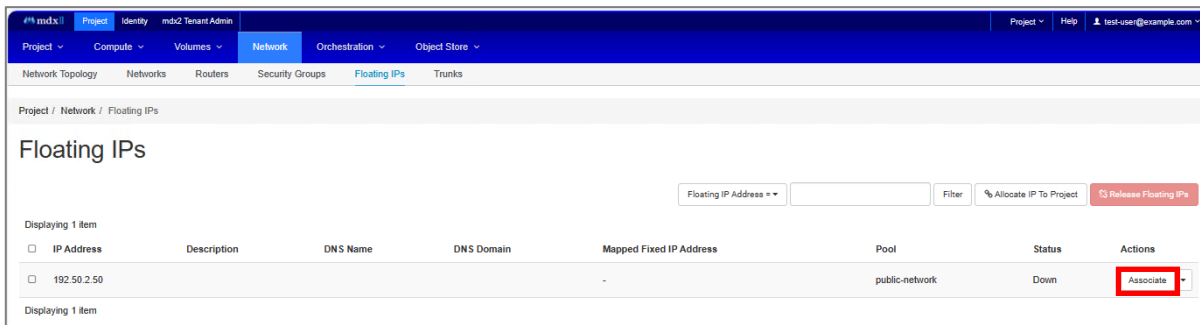 mdx II Project Identity mdx2 Tenant Admin Project Help test-user@example.com
Project Compute Volumes Network Orchestration Object Store
Network Topology Networks Routers Security Groups Floating IPs Trunks
Project / Network / Floating IPs
Floating IPs
Floating IP Address = Filter Allocate IP To Project Release Floating IPs
Displaying 1 item
IP Address Description DNS Name DNS Domain Mapped Fixed IP Address Pool Status Actions
192.50.2.50 - public-network Down Associate
Displaying 1 item